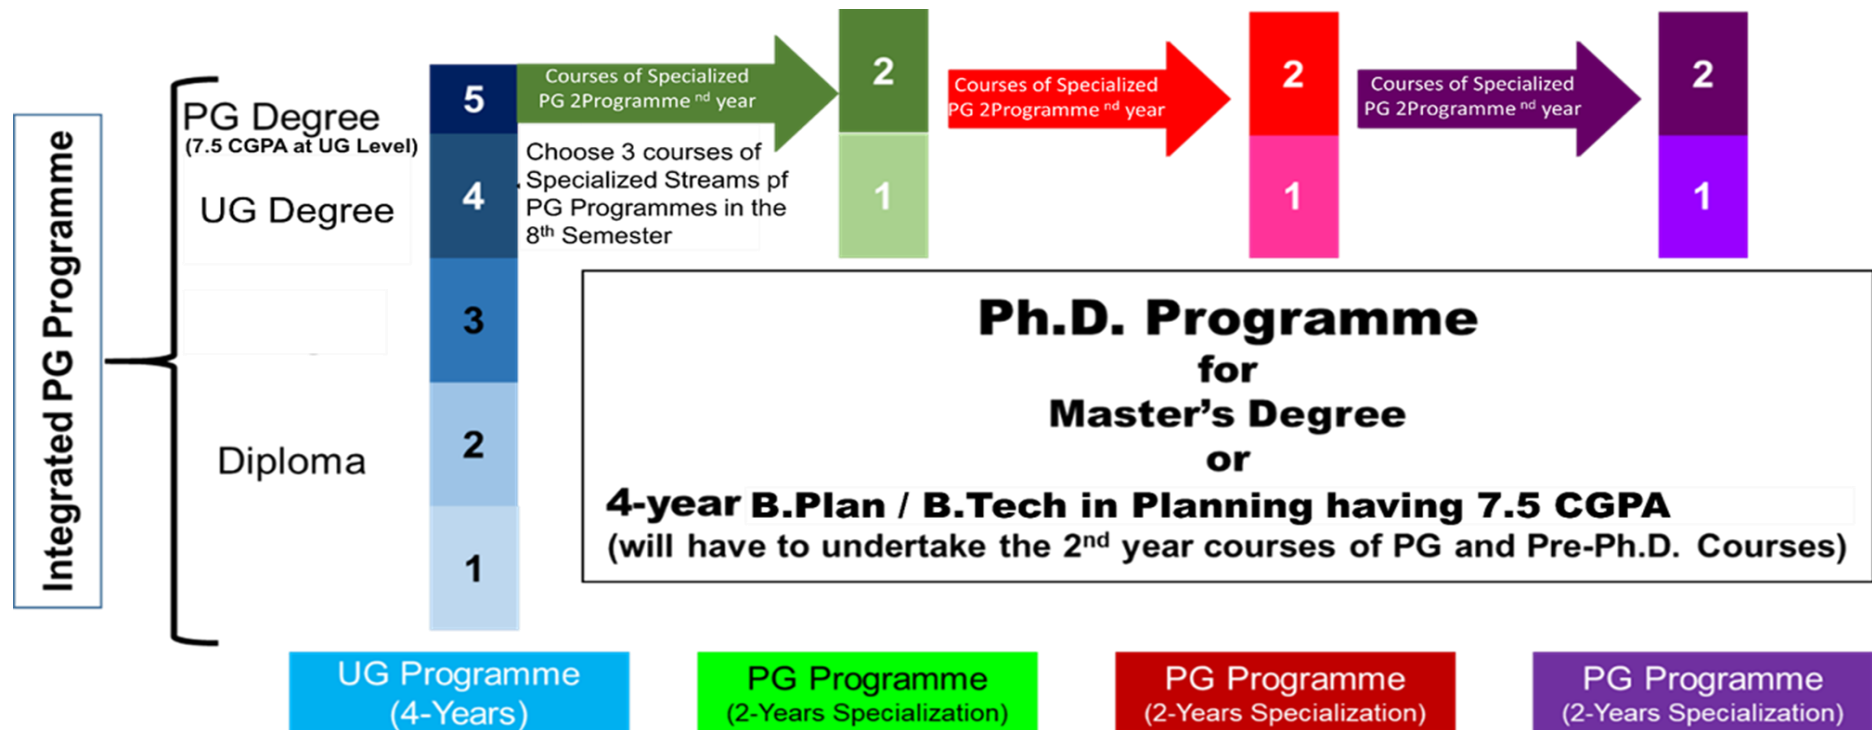 Integrated PG Programme
PG Degree
(7.5 CGPA at UG Level)
UG Degree
Diploma
5
4
3
2
1
Courses of Specialized
PG 2Programme nd year
Choose 3 courses of
Specialized Streams pf
PG Programmes in the
8th Semester
2
1
Courses of Specialized
PG 2Programme nd year
2
1
Courses of Specialized
PG 2Programme nd year
2
1
Ph.D. Programme
for
Master's Degree
or
4-year B.Plan / B.Tech in Planning having 7.5 CGPA
(will have to undertake the 2nd year courses of PG and Pre-Ph.D. Courses)
UG Programme
(4-Years)
PG Programme
(2-Years Specialization)
PG Programme
(2-Years Specialization)
PG Programme
(2-Years Specialization)